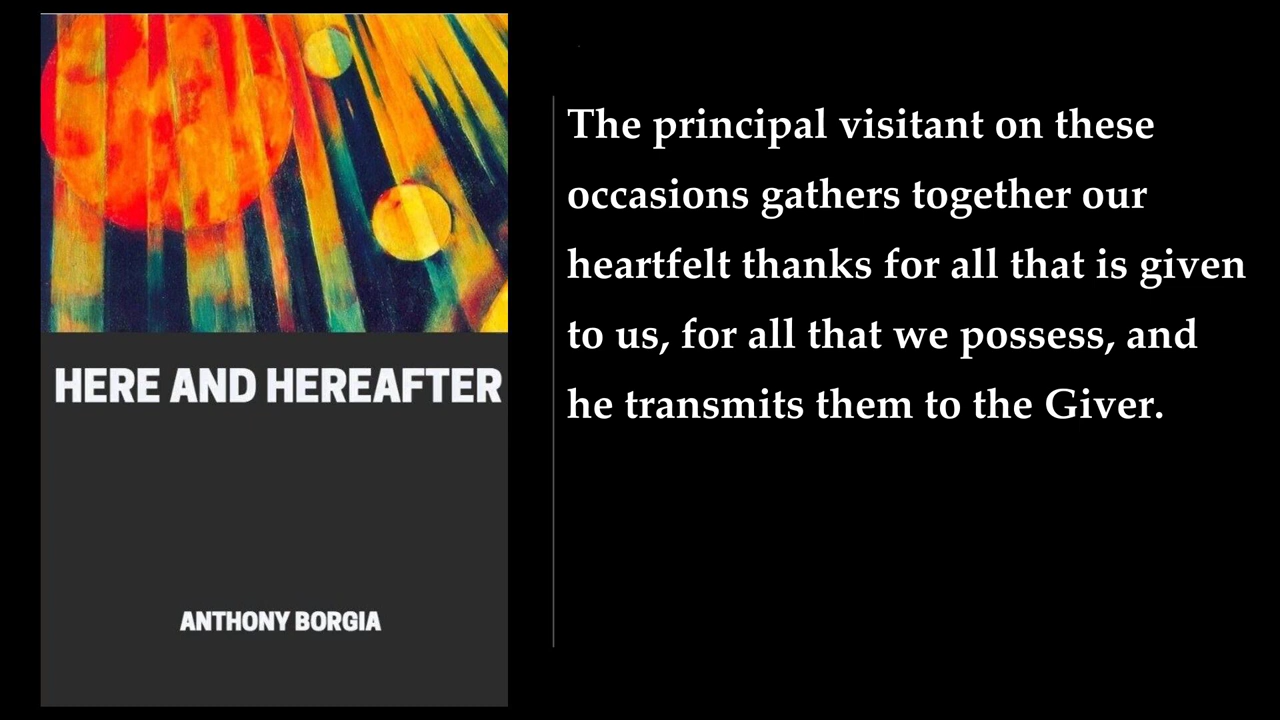 HERE AND HEREAFTER
ANTHONY BORGIA
The principal visitant on these
occasions gathers together our
heartfelt thanks for all that is given
to us, for all that we possess, and
he transmits them to the Giver.